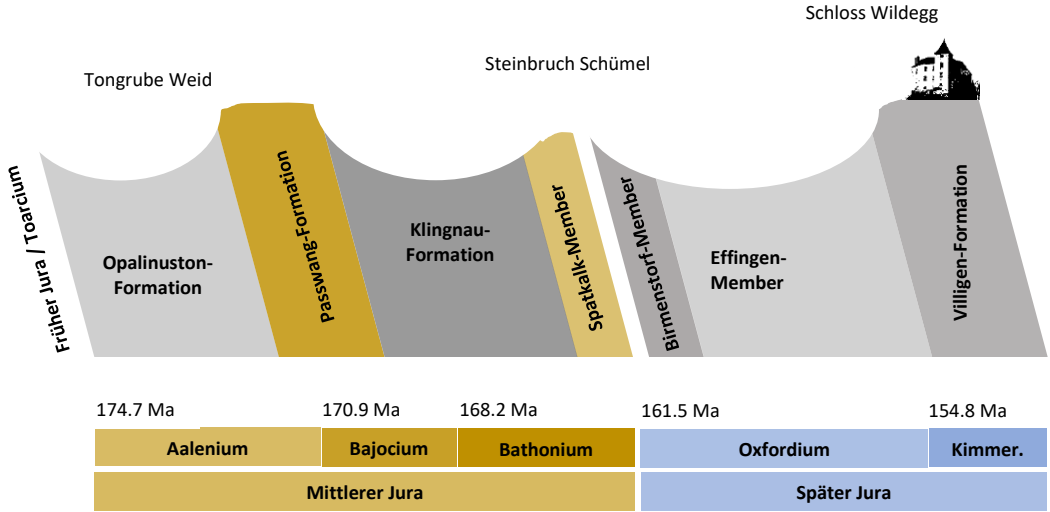 Schloss Wildegg
Steinbruch Schümel
Tongrube Weid
Früher Jura / Toarcium
Opalinuston-
Formation
Passwang-Formation
Klingnau-
Formation
Spatkalk-Member
Birmenstorf-Member
Effingen-
Member
Villigen-Formation
174.7 Ma
170.9 Ma
168.2 Ma
161.5 Ma
154.8 Ma
Aalenium
Bajocium
Bathonium
Oxfordium
Kimmer.
Mittlerer Jura
Später Jura